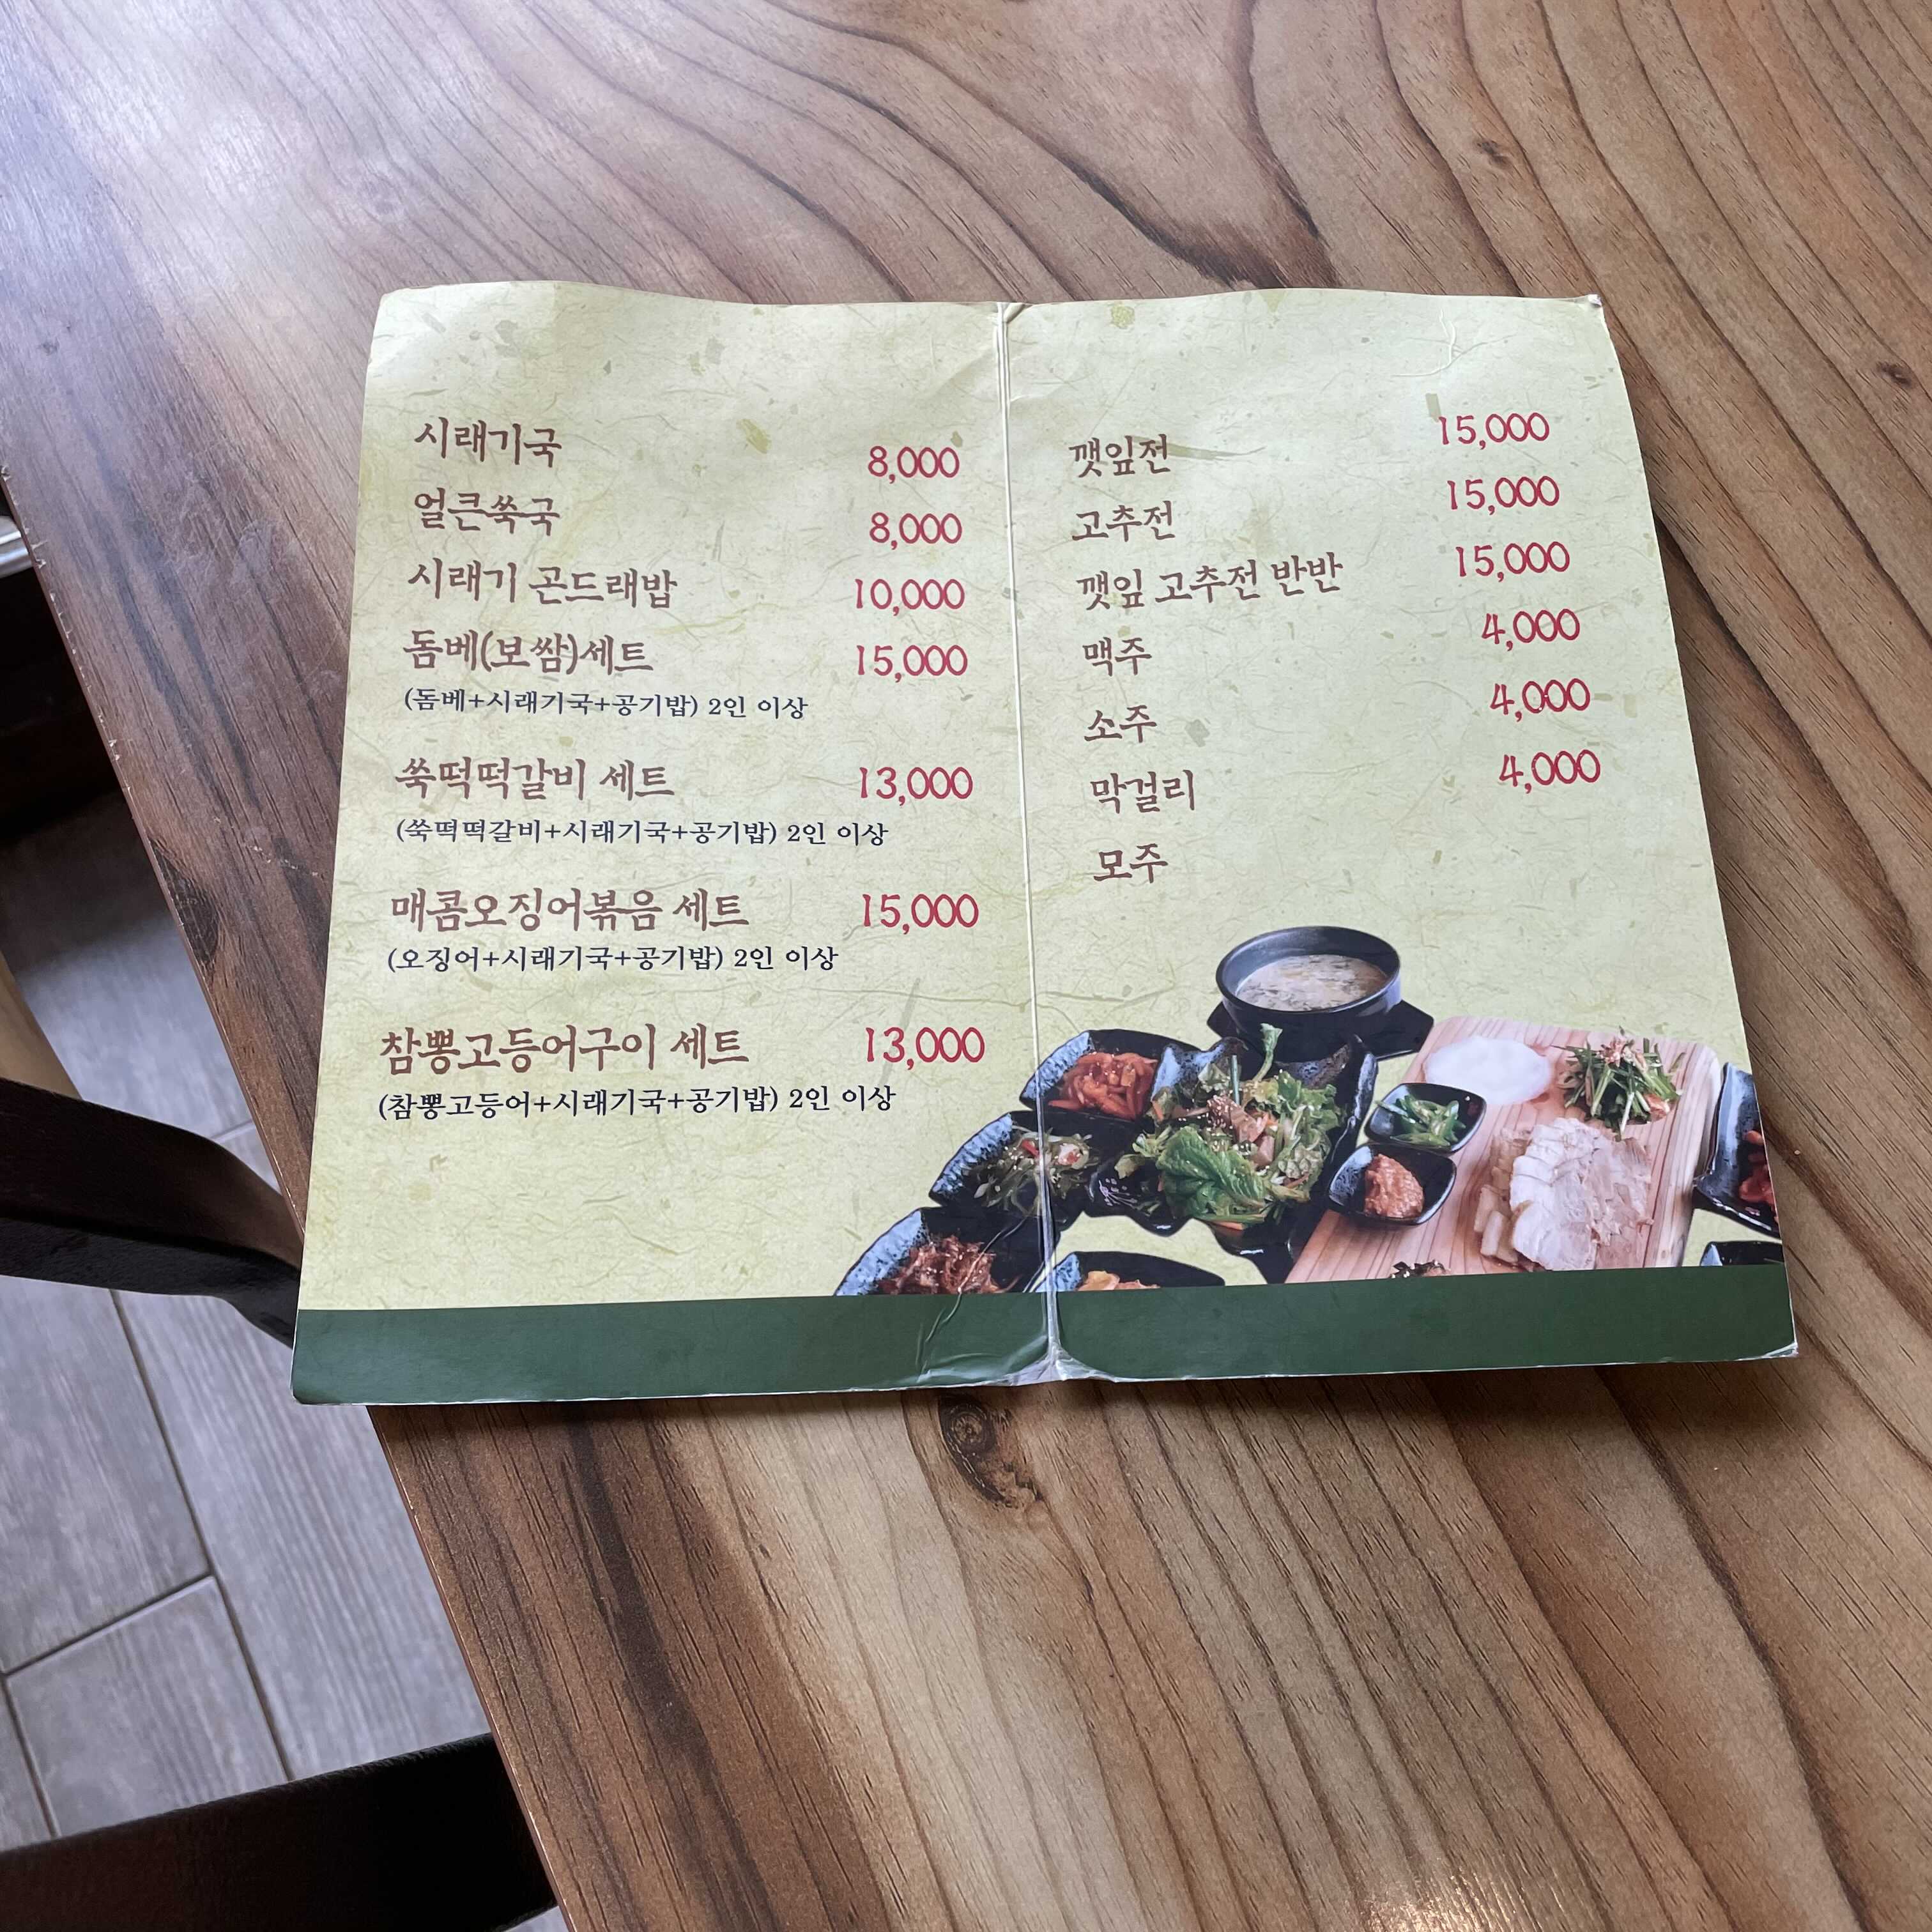 시래기국 8,000
얼큰쑥국 8,000
시래기 곤드래밥 10,000
돔베(보쌈)세트 15,000
(돔베+시래기국+공기밥) 2인 이상
쑥떡떡갈비 세트 13,000
(쑥떡떡갈비+시래기국+공기밥) 2인 이상
매콤오징어볶음 세트 15,000
(오징어+시래기국+공기밥) 2인 이상
참뽕고등어구이 세트 13,000
(참뽕고등어+시래기국+공기밥) 2인 이상
깻잎전 15,000
고추전 15,000
깻잎 고추전 반반 15,000
맥주 4,000
소주 4,000
막걸리 4,000
모주